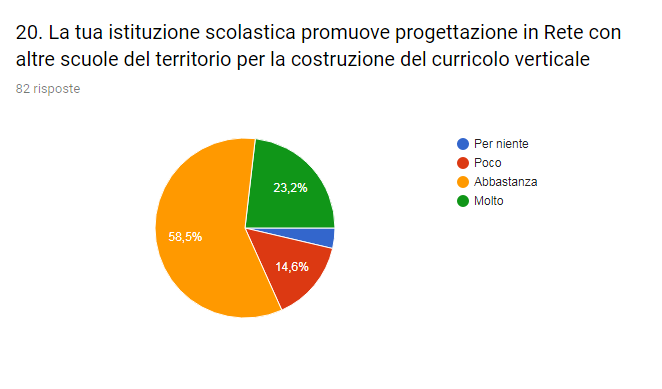 20. La tua istituzione scolastica promuove progettazione in Rete con
altre scuole del territorio per la costruzione del curricolo verticale
82 risposte
Per niente
Poco
Abbastanza
Molto
23,2%
58,5%
14,6%